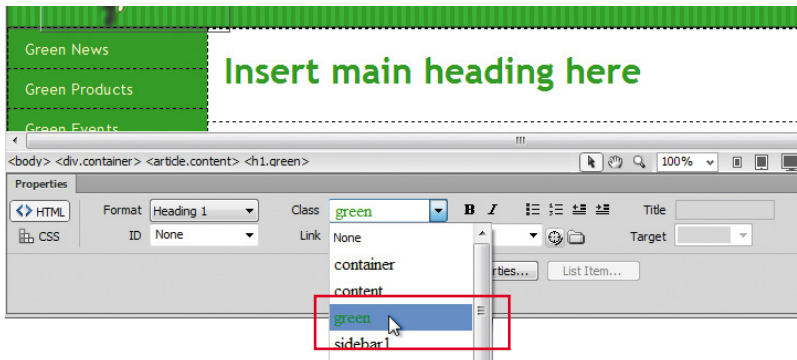 Green News
Insert main heading here
Green Products
Green Events
<body> <div.container> <article.content> <h1.green>
100%
Properties
<> HTML Format Heading 1 Class green B I Title
CSS ID None Link None Target
container
rties... List Item...
content
green
sidebar1